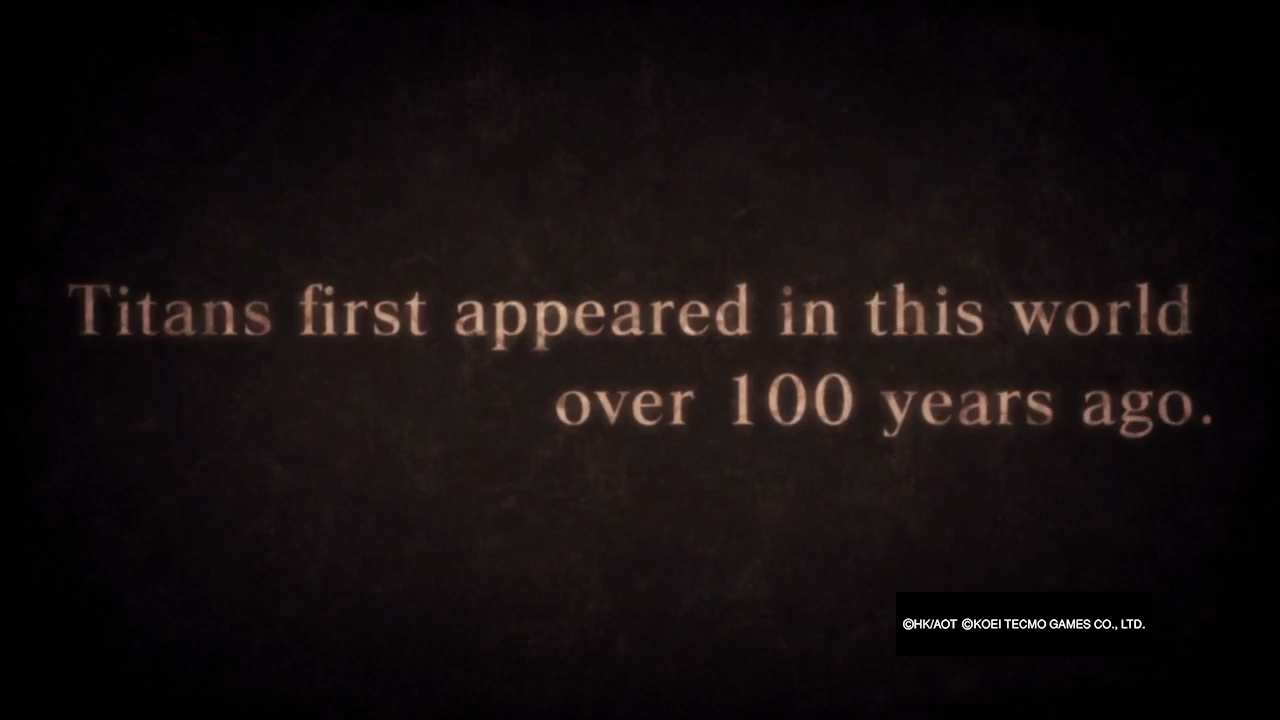 Titans first appeared in this world
over 100 years ago.
©HK/AOT ©KOEI TECMO GAMES CO., LTD.